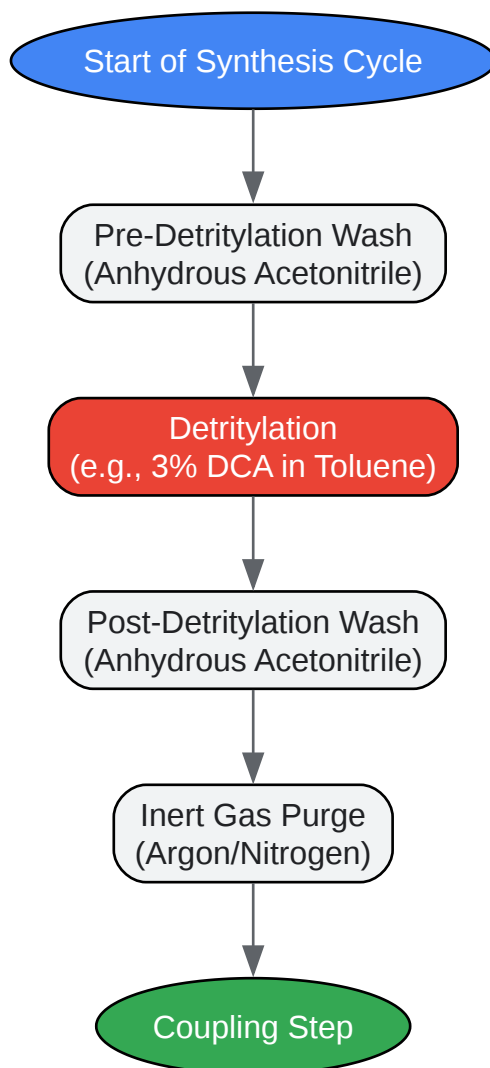 Start of Synthesis Cycle
Pre-Detritylation Wash
(Anhydrous Acetonitrile)
Detritylation
(e.g., 3% DCA in Toluene)
Post-Detritylation Wash
(Anhydrous Acetonitrile)
Inert Gas Purge
(Argon/Nitrogen)
Coupling Step